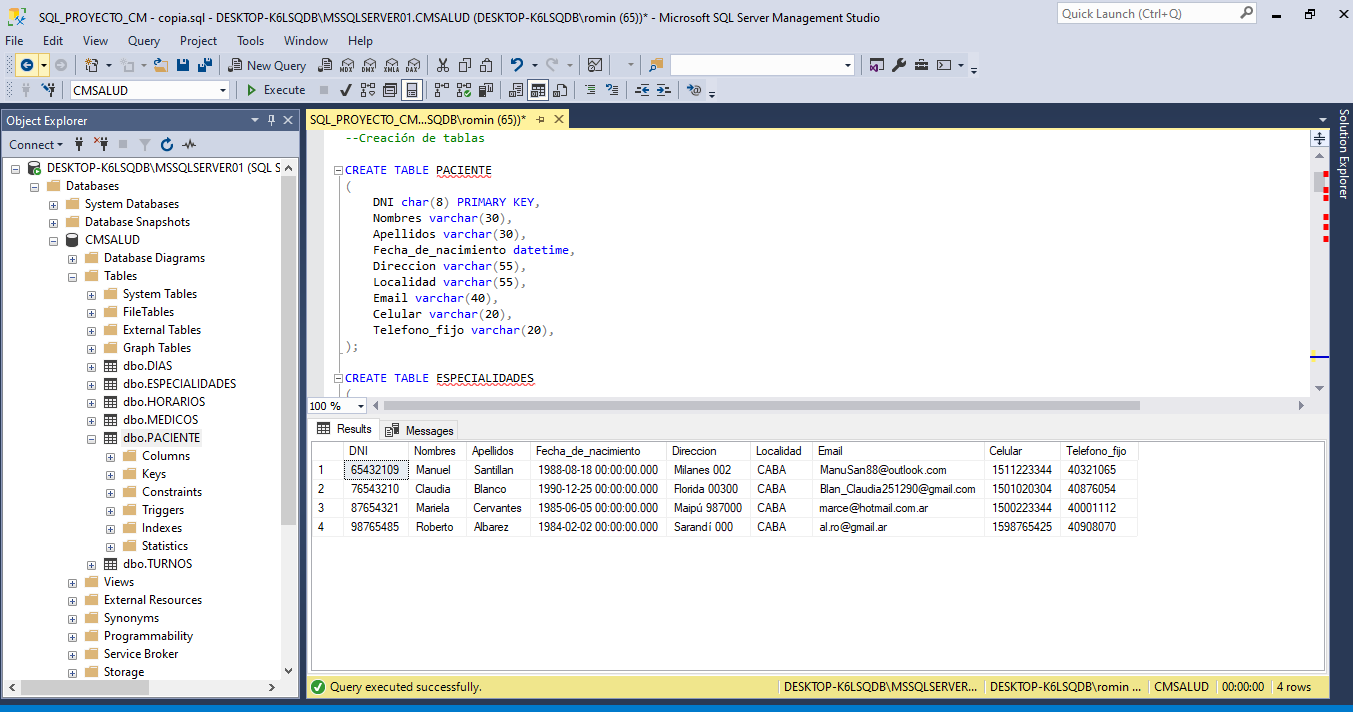 SQL_PROYECTO_CM - copia.sql - DESKTOP-K6LSQDB\MSSQLSERVER01.CMSALUD (DESKTOP-K6LSQDB\romin (65))* - Microsoft SQL Server Management Studio
Quick Launch (Ctrl+Q)
File Edit View Query Project Tools Window Help
New Query MDX DMX XMLA DAX
CMSALUD Execute
Object Explorer
Connect
DESKTOP-K6LSQDB\MSSQLSERVER01 (SQL S
Databases
System Databases
Database Snapshots
CMSALUD
Database Diagrams
Tables
System Tables
FileTables
External Tables
Graph Tables
dbo.DIAS
dbo.ESPECIALIDADES
dbo.HORARIOS
dbo.MEDICOS
dbo.PACIENTE
Columns
Keys
Constraints
Triggers
Indexes
Statistics
dbo.TURNOS
Views
External Resources
Synonyms
Programmability
Service Broker
Storage
SQL_PROYECTO_CM...SQDB\romin (65))*
--Creación de tablas
CREATE TABLE PACIENTE
(
DNI char(8) PRIMARY KEY,
Nombres varchar(30),
Apellidos varchar(30),
Fecha_de_nacimiento datetime,
Direccion varchar(55),
Localidad varchar(55),
Email varchar(40),
Celular varchar(20),
Telefono_fijo varchar(20),
);
CREATE TABLE ESPECIALIDADES
(
100 %
Results Messages
DNI Nombres Apellidos Fecha_de_nacimiento Direccion Localidad Email Celular Telefono_fijo
1 65432109 Manuel Santillan 1988-08-18 00:00:00.000 Milanes 002 CABA ManuSan88@outlook.com 1511223344 40321065
2 76543210 Claudia Blanco 1990-12-25 00:00:00.000 Florida 00300 CABA Blan_Claudia251290@gmail.com 1501020304 40876054
3 87654321 Mariela Cervantes 1985-06-05 00:00:00.000 Maipú 987000 CABA marce@hotmail.com.ar 1500223344 40001112
4 98765485 Roberto Albarez 1984-02-02 00:00:00.000 Sarandí 000 CABA al.ro@gmail.ar 1598765425 40908070
Query executed successfully. DESKTOP-K6LSQDB\MSSQLSERVER... DESKTOP-K6LSQDB\romin ... CMSALUD 00:00:00 4 rows
Solution Explorer